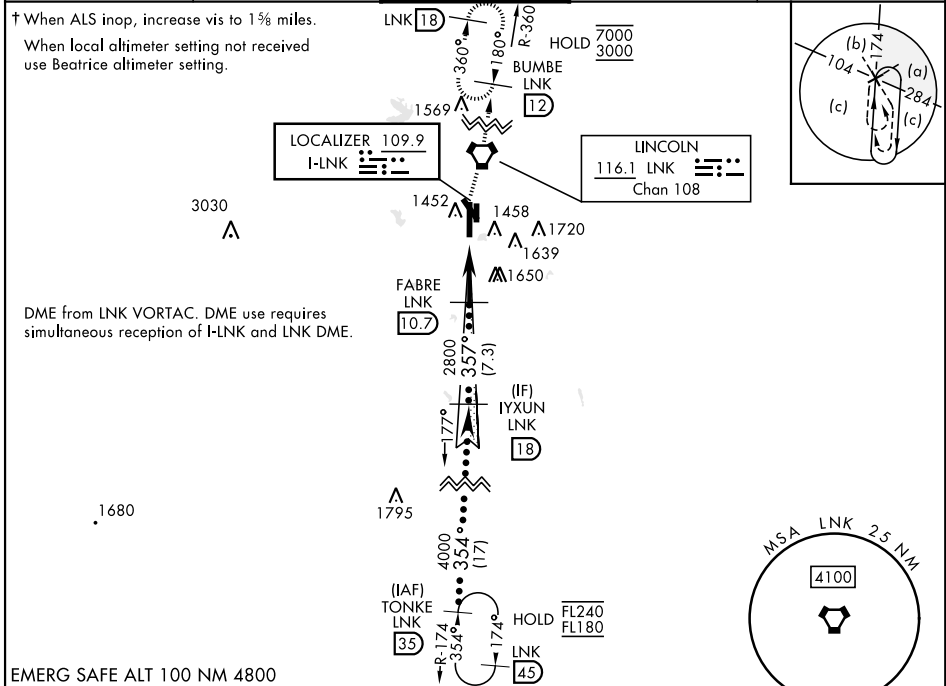 † When ALS inop, increase vis to 1⅝ miles.
When local altimeter setting not received
use Beatrice altimeter setting.
LNK 18
360°
180°
R-360
HOLD 7000
3000
BUMBE
LNK
12
1569
(b)
174
(a)
104
284
(c)
(c)
LOCALIZER 109.9
I-LNK
LINCOLN
116.1 LNK
Chan 108
3030
1452
1458
1720
1639
1650
FABRE
LNK
10.7
DME from LNK VORTAC. DME use requires
simultaneous reception of I-LNK and LNK DME.
2800
357°
(7.3)
(IF)
IYXUN
LNK
18
177°
1680
1795
4000
354°
(17)
(IAF)
TONKE
LNK
35
R-174
354°
174°
HOLD FL240
FL180
LNK
45
MSA LNK 25 NM
4100
EMERG SAFE ALT 100 NM 4800